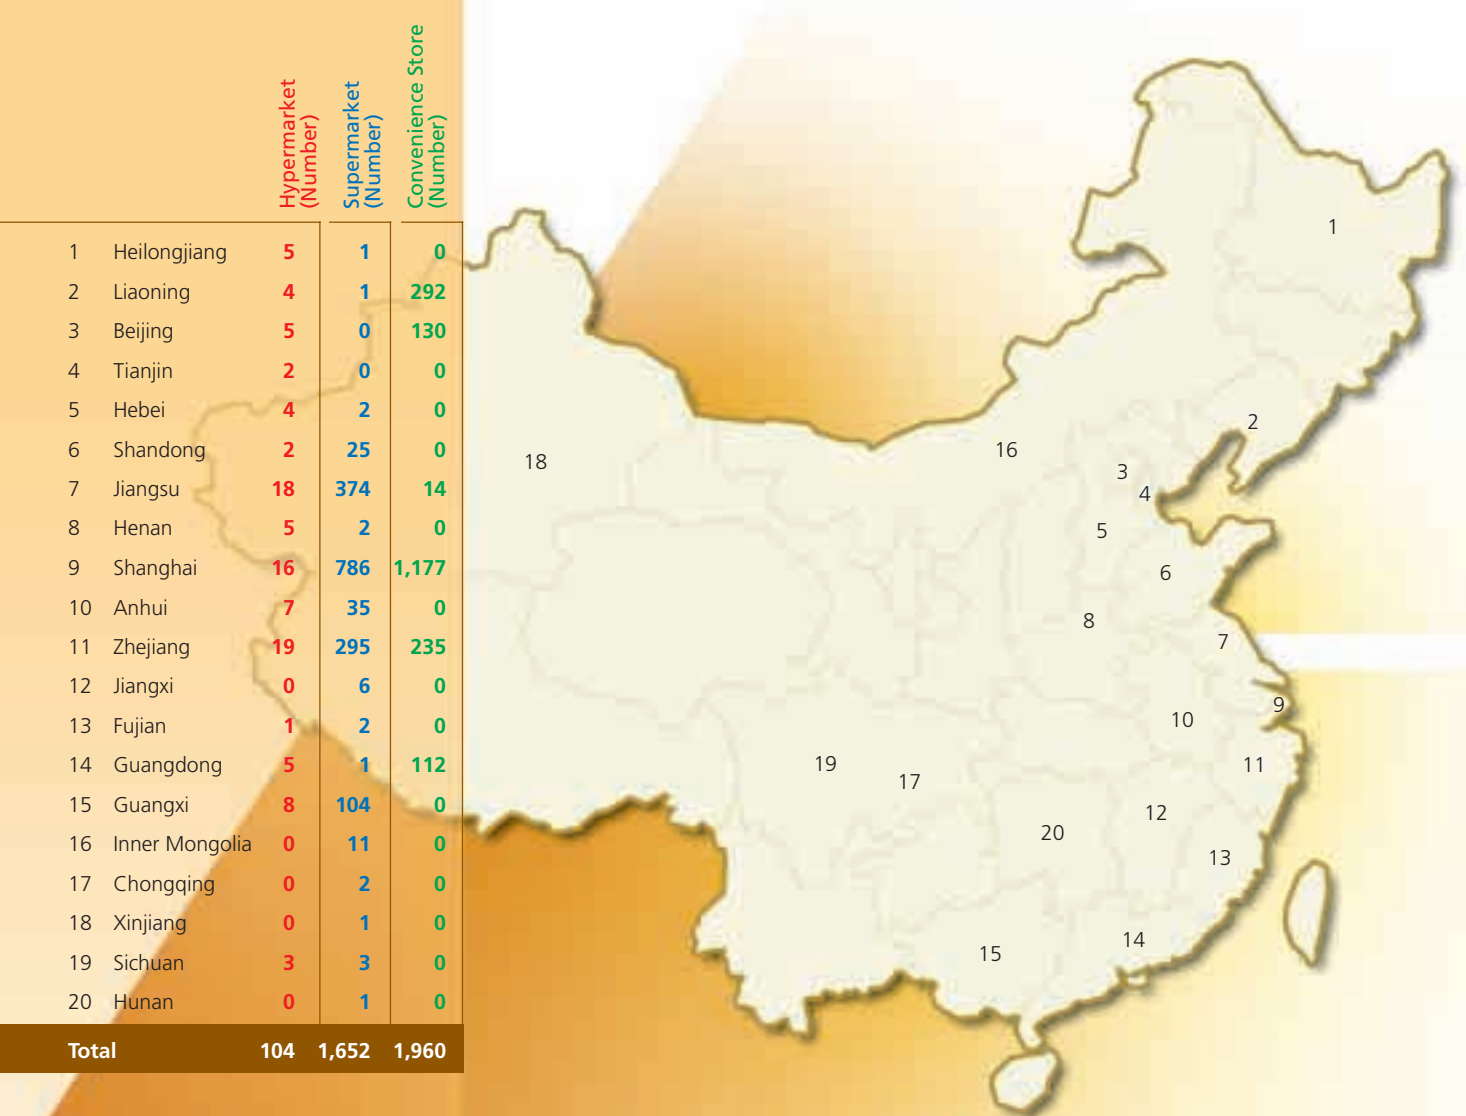 Hypermarket
(Number)
Supermarket
(Number)
Convenience Store
(Number)
1 Heilongjiang 5 1 0
2 Liaoning 4 1 292
3 Beijing 5 0 130
4 Tianjin 2 0 0
5 Hebei 4 2 0
6 Shandong 2 25 0
7 Jiangsu 18 374 14
8 Henan 5 2 0
9 Shanghai 16 786 1,177
10 Anhui 7 35 0
11 Zhejiang 19 295 235
12 Jiangxi 0 6 0
13 Fujian 1 2 0
14 Guangdong 5 1 112
15 Guangxi 8 104 0
16 Inner Mongolia 0 11 0
17 Chongqing 0 2 0
18 Xinjiang 0 1 0
19 Sichuan 3 3 0
20 Hunan 0 1 0
Total 104 1,652 1,960
1
2
16
18
3
4
5
6
8
7
9
10
19
11
17
12
20
13
14
15